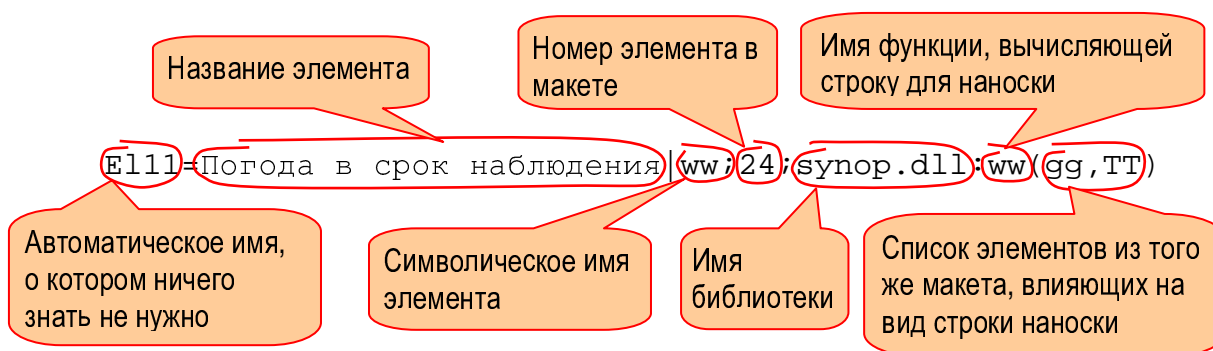 Название элемента
Номер элемента в
макете
Имя функции, вычисляющей
строку для наноски
El11=Погода в срок наблюдения|ww;24;synop.dll:ww(gg,TT)
Автоматическое имя,
о котором ничего
знать не нужно
Символическое имя
элемента
Имя
библиотеки
Список элементов из того
же макета, влияющих на
вид строки наноски